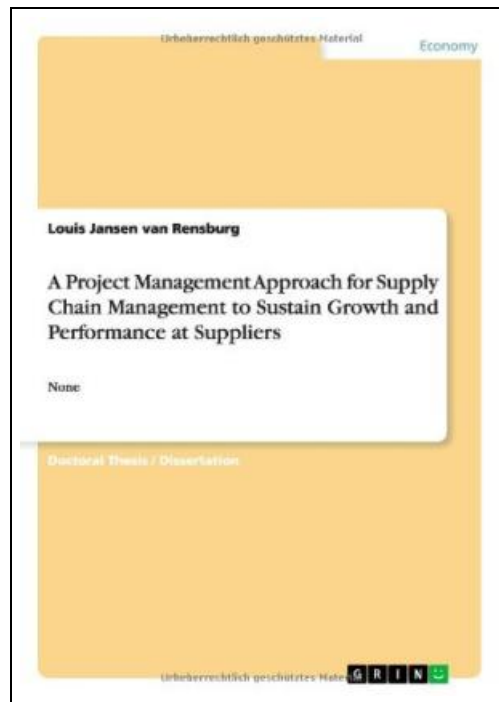 Urheberrechtlich geschütztes Material
Economy
Louis Jansen van Rensburg
A Project Management Approach for Supply
Chain Management to Sustain Growth and
Performance at Suppliers
None
Doctoral Thesis / Dissertation
Urheberrechtlich geschütztes
G R I N